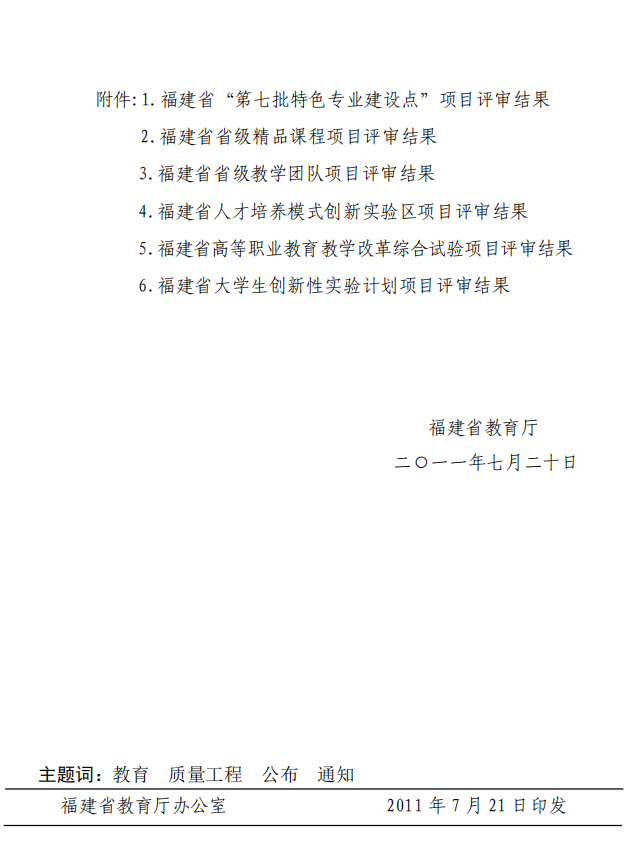 附件: 1. 福建省“第七批特色专业建设点”项目评审结果
2. 福建省省级精品课程项目评审结果
3. 福建省省级教学团队项目评审结果
4. 福建省人才培养模式创新实验区项目评审结果
5. 福建省高等职业教育教学改革综合试验项目评审结果
6. 福建省大学生创新性实验计划项目评审结果
福建省教育厅
二〇一一年七月二十日
主题词：教育 质量工程 公布 通知
福建省教育厅办公室 2011 年 7 月 21 日印发